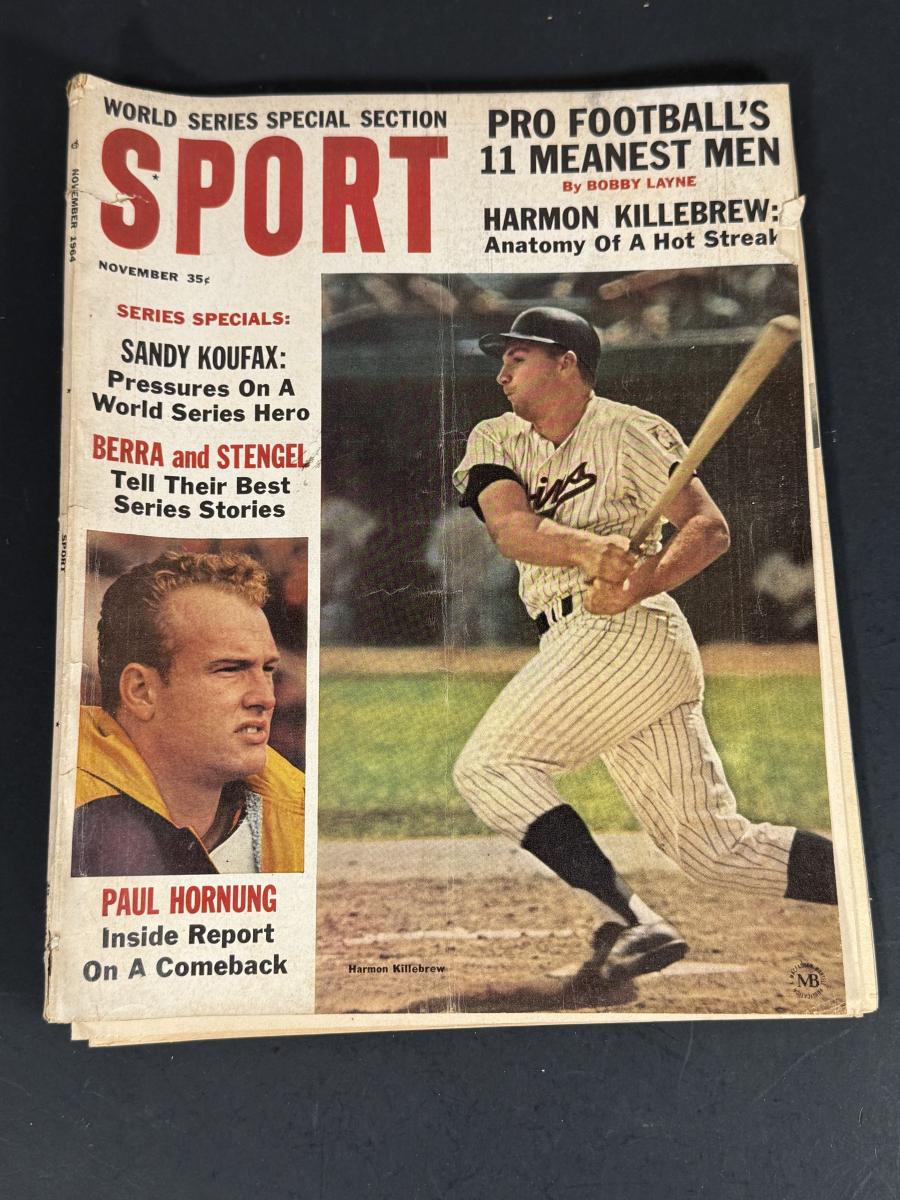 WORLD SERIES SPECIAL SECTION
SPORT
NOVEMBER 35¢
PRO FOOTBALL'S
11 MEANEST MEN
By BOBBY LAYNE
HARMON KILLEBREW:
Anatomy Of A Hot Streak
SERIES SPECIALS:
SANDY KOUFAX:
Pressures On A
World Series Hero
BERRA and STENGEL
Tell Their Best
Series Stories
PAUL HORNUNG
Inside Report
On A Comeback
Harmon Killebrew
MB
NOVEMBER 1964
SPORT